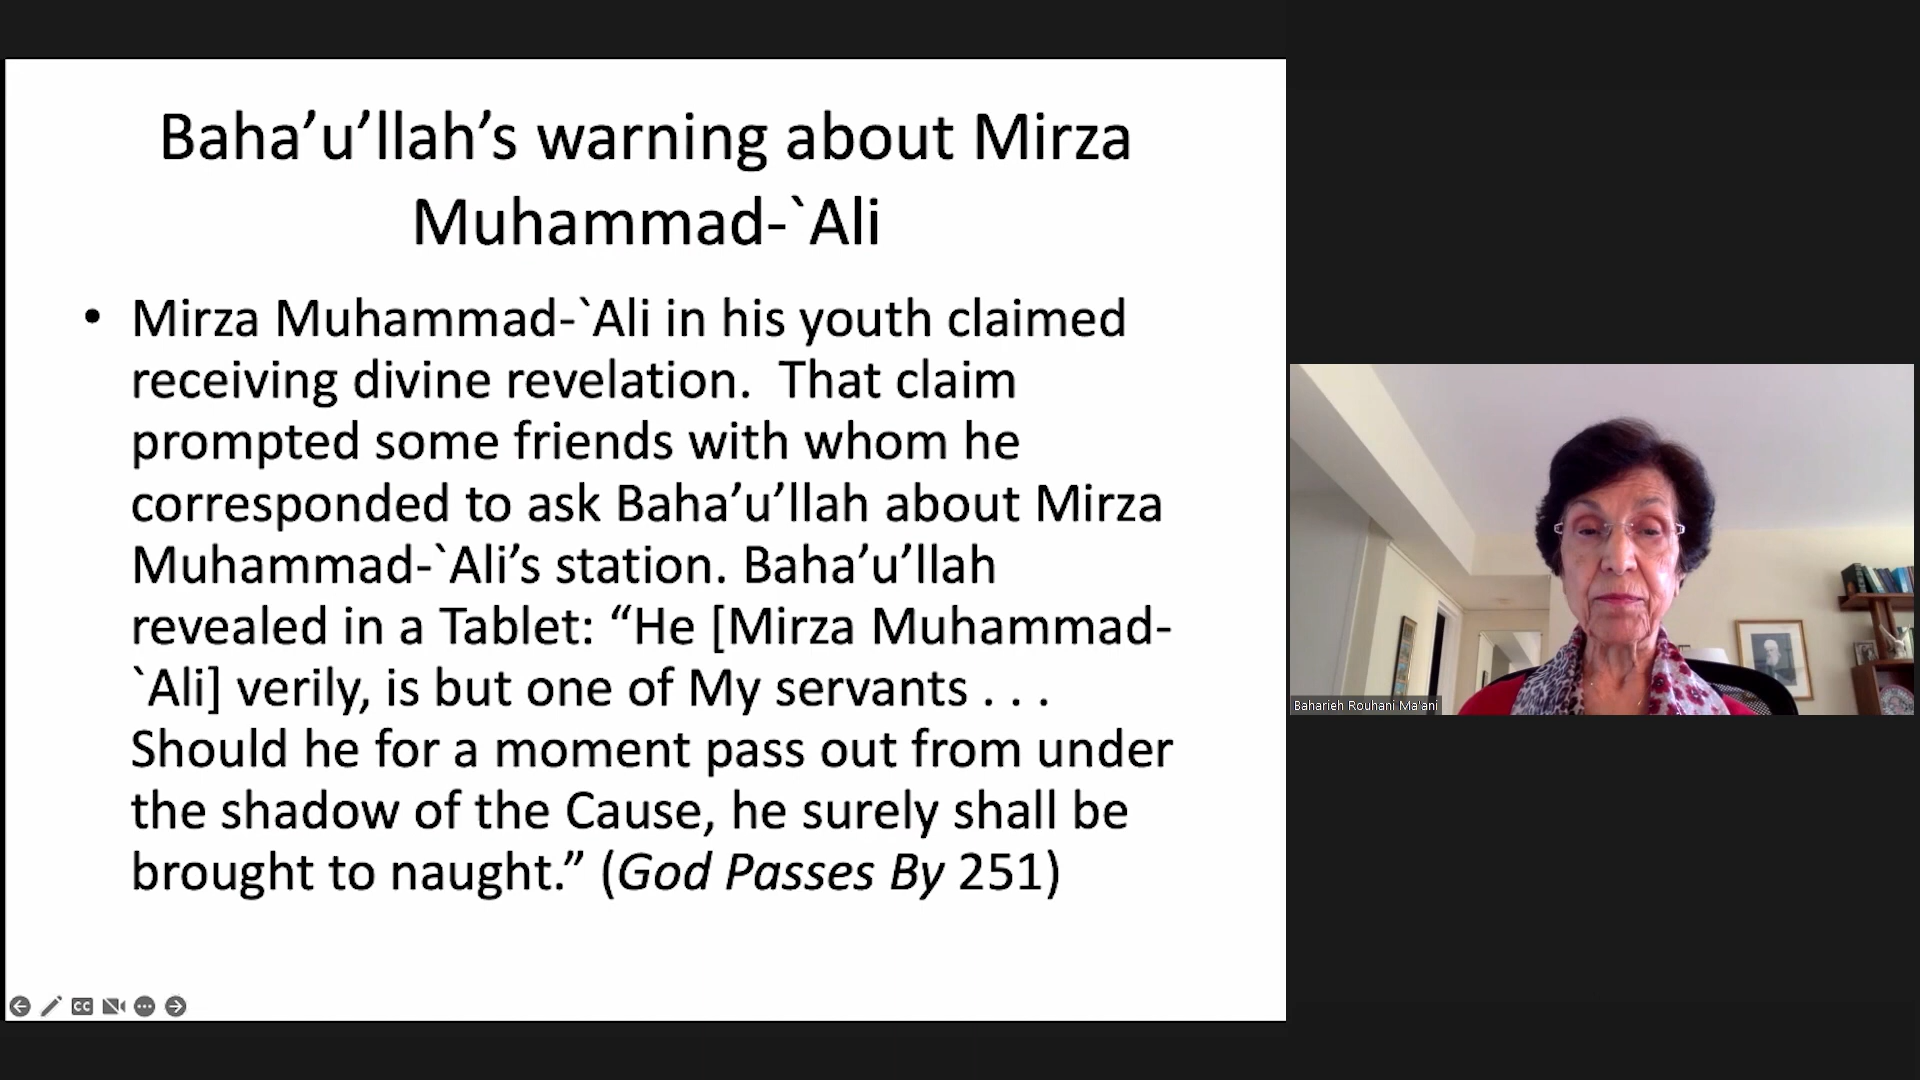 Baha’u’llah’s warning about Mirza
Muhammad-`Ali
• Mirza Muhammad-`Ali in his youth claimed
receiving divine revelation.  That claim
prompted some friends with whom he
corresponded to ask Baha’u’llah about Mirza
Muhammad-`Ali’s station. Baha’u’llah
revealed in a Tablet: “He [Mirza Muhammad-
`Ali] verily, is but one of My servants . . .
Should he for a moment pass out from under
the shadow of the Cause, he surely shall be
brought to naught.” (God Passes By 251)
CC
Baharieh Rouhani Ma'ani